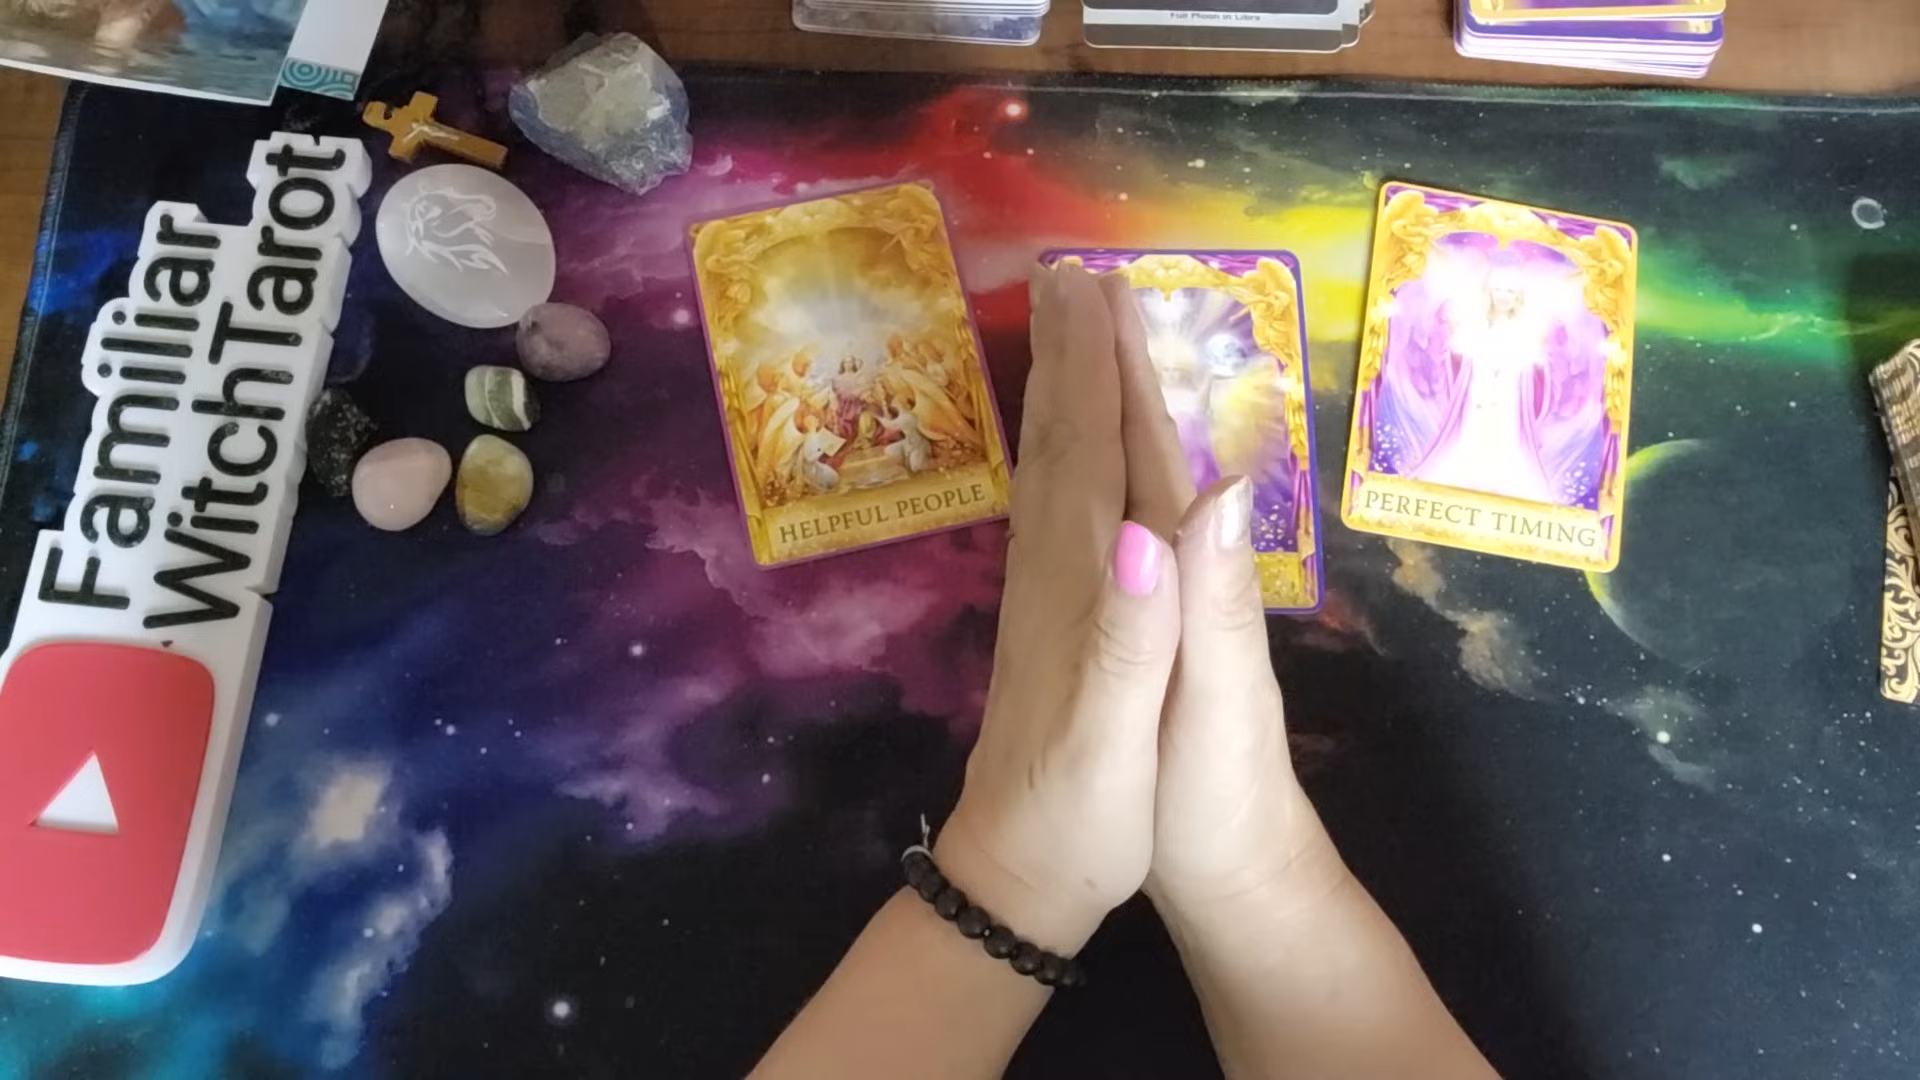 Full Moon in Libra
Familiar
WitchTarot
HELPFUL PEOPLE
PERFECT TIMING